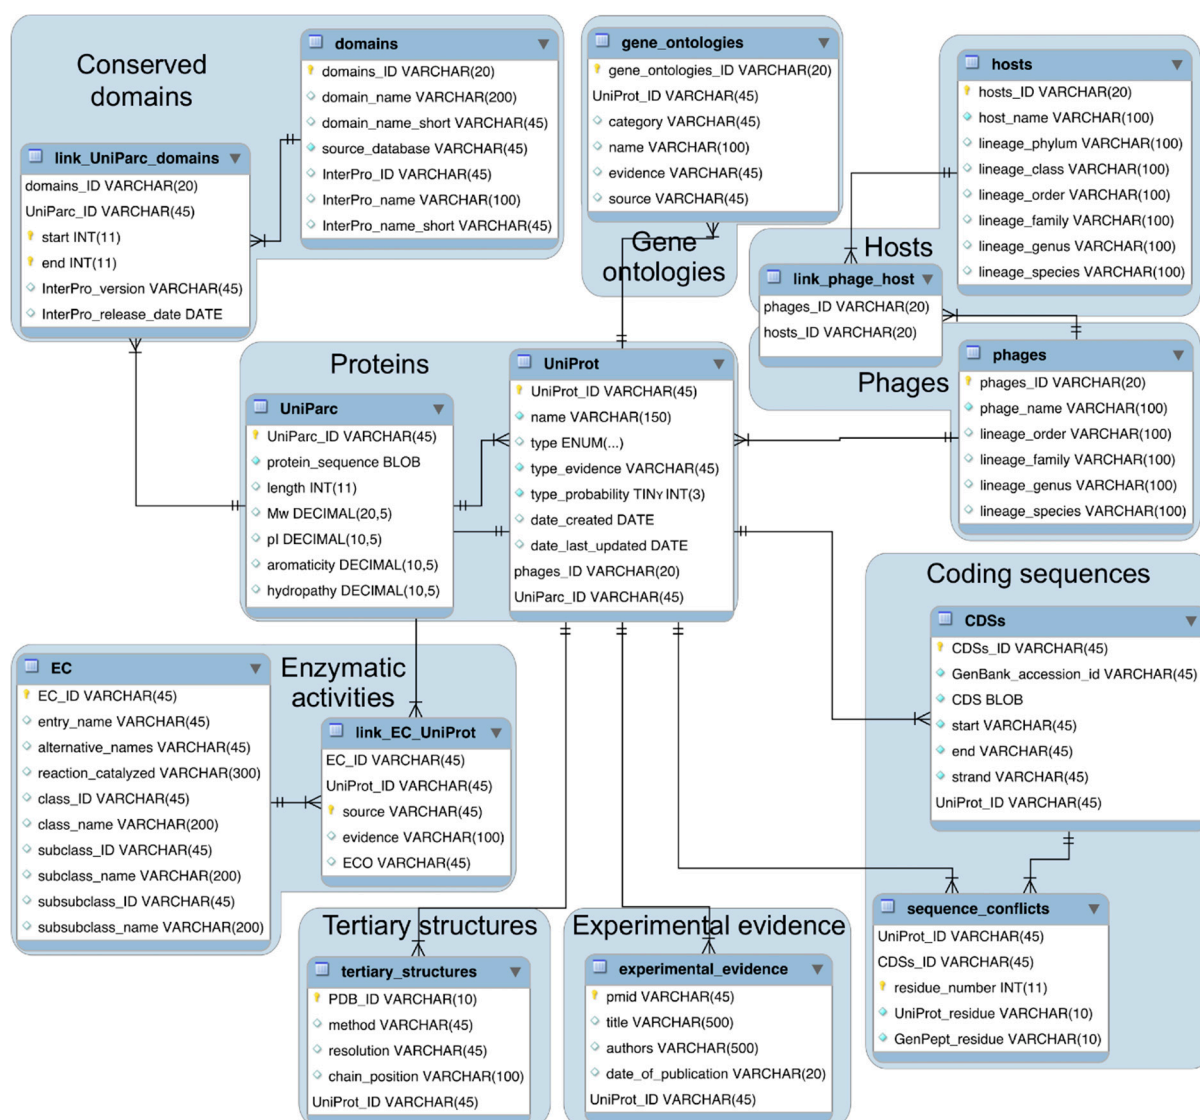 Conserved
domains
domains
domains_ID VARCHAR(20)
domain_name VARCHAR(200)
domain_name_short VARCHAR(45)
source_database VARCHAR(45)
InterPro_ID VARCHAR(45)
InterPro_name VARCHAR(100)
InterPro_name_short VARCHAR(45)
link_UniParc_domains
domains_ID VARCHAR(20)
UniParc_ID VARCHAR(45)
start INT(11)
end INT(11)
InterPro_version VARCHAR(45)
InterPro_release_date DATE
gene_ontologies
gene_ontologies_ID VARCHAR(20)
UniProt_ID VARCHAR(45)
category VARCHAR(45)
name VARCHAR(100)
evidence VARCHAR(45)
source VARCHAR(45)
Gene
ontologies
hosts
hosts_ID VARCHAR(20)
host_name VARCHAR(100)
lineage_phylum VARCHAR(100)
lineage_class VARCHAR(100)
lineage_order VARCHAR(100)
lineage_family VARCHAR(100)
lineage_genus VARCHAR(100)
lineage_species VARCHAR(100)
Hosts
link_phage_host
phages_ID VARCHAR(20)
hosts_ID VARCHAR(20)
Phages
phages
phages_ID VARCHAR(20)
phage_name VARCHAR(100)
lineage_order VARCHAR(100)
lineage_family VARCHAR(100)
lineage_genus VARCHAR(100)
lineage_species VARCHAR(100)
Proteins
UniParc
UniParc_ID VARCHAR(45)
protein_sequence BLOB
length INT(11)
Mw DECIMAL(20,5)
pI DECIMAL(10,5)
aromaticity DECIMAL(10,5)
hydropathy DECIMAL(10,5)
UniProt
UniProt_ID VARCHAR(45)
name VARCHAR(150)
type ENUM(...)
type_evidence VARCHAR(45)
type_probability TINY INT(3)
date_created DATE
date_last_updated DATE
phages_ID VARCHAR(20)
UniParc_ID VARCHAR(45)
Coding sequences
CDSs
CDSs_ID VARCHAR(45)
GenBank_accession_id VARCHAR(45)
CDS BLOB
start VARCHAR(45)
end VARCHAR(45)
strand VARCHAR(45)
UniProt_ID VARCHAR(45)
Enzymatic
activities
EC
EC_ID VARCHAR(45)
entry_name VARCHAR(45)
alternative_names VARCHAR(45)
reaction_catalyzed VARCHAR(300)
class_ID VARCHAR(45)
class_name VARCHAR(200)
subclass_ID VARCHAR(45)
subclass_name VARCHAR(200)
subsubclass_ID VARCHAR(45)
subsubclass_name VARCHAR(200)
link_EC_UniProt
EC_ID VARCHAR(45)
UniProt_ID VARCHAR(45)
source VARCHAR(45)
evidence VARCHAR(100)
ECO VARCHAR(45)
Tertiary structures
tertiary_structures
PDB_ID VARCHAR(10)
method VARCHAR(45)
resolution VARCHAR(45)
chain_position VARCHAR(100)
UniProt_ID VARCHAR(45)
Experimental evidence
experimental_evidence
pmid VARCHAR(45)
title VARCHAR(500)
authors VARCHAR(500)
date_of_publication VARCHAR(20)
UniProt_ID VARCHAR(45)
sequence_conflicts
UniProt_ID VARCHAR(45)
CDSs_ID VARCHAR(45)
residue_number INT(11)
UniProt_residue VARCHAR(10)
GenPept_residue VARCHAR(10)